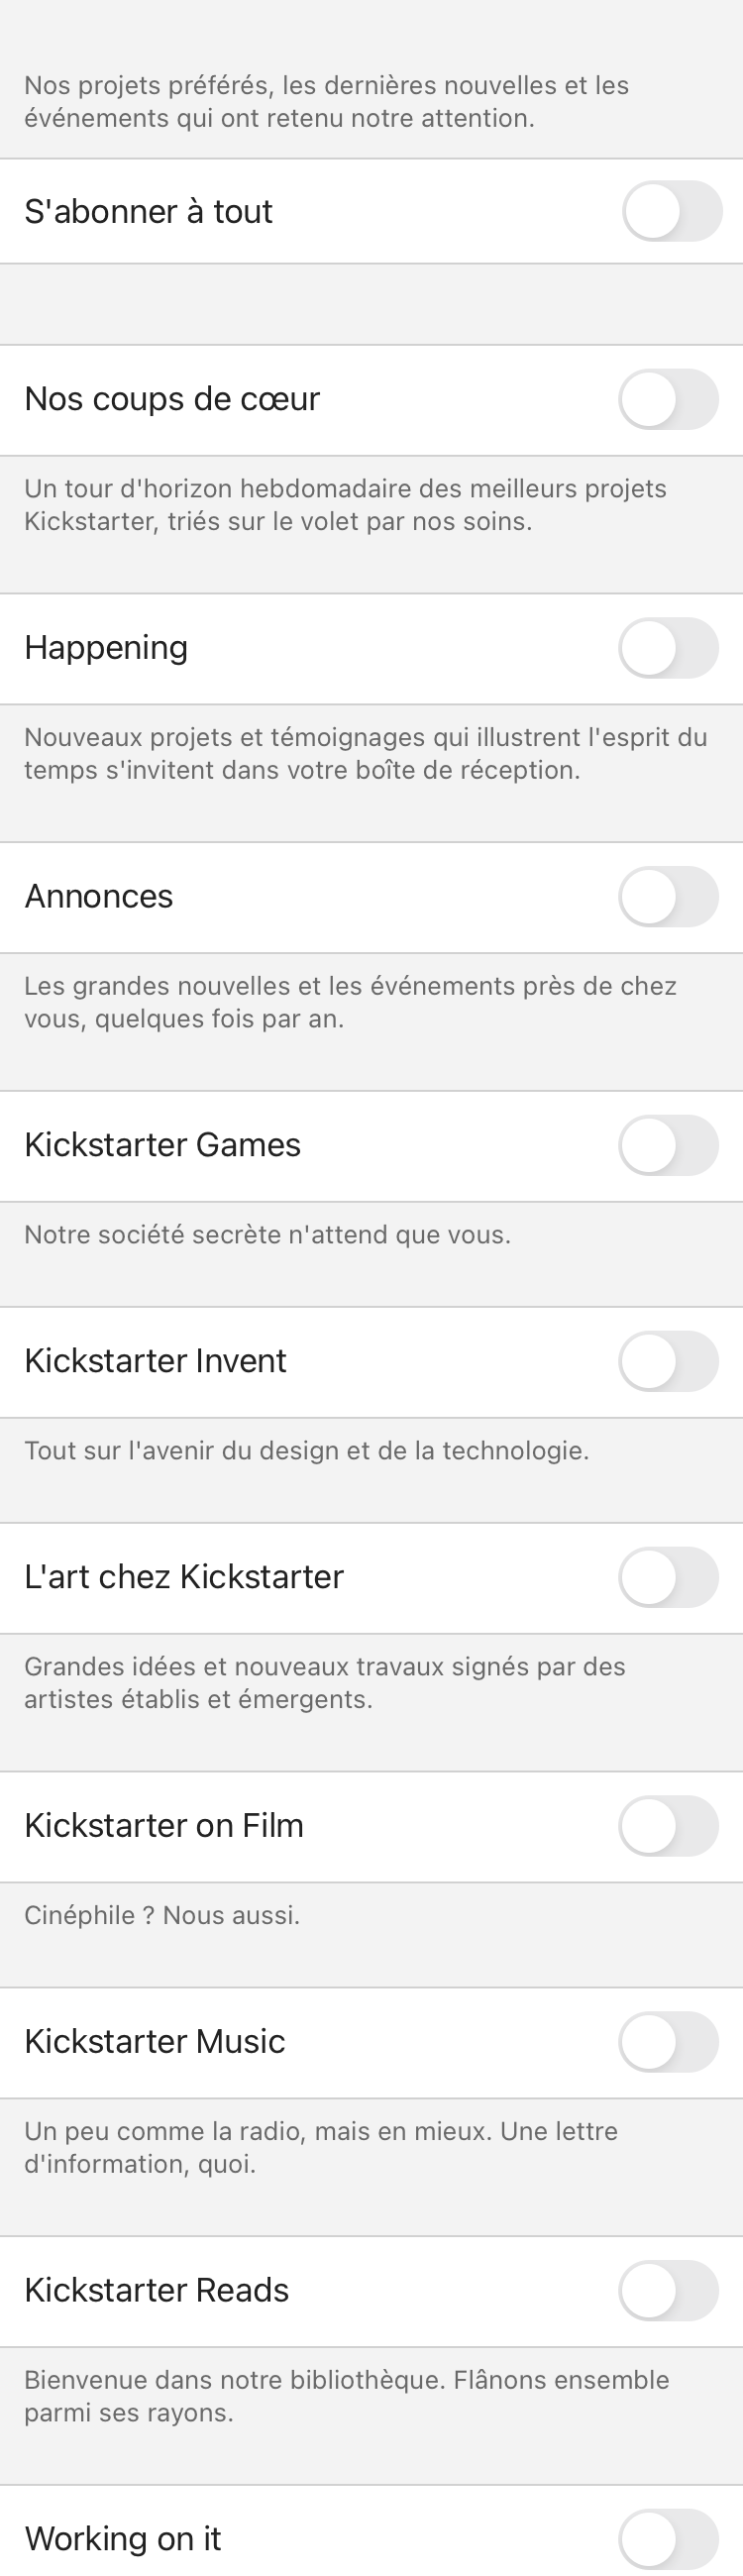 Nos projets préférés, les dernières nouvelles et les
événements qui ont retenu notre attention.
S'abonner à tout
Nos coups de cœur
Un tour d'horizon hebdomadaire des meilleurs projets
Kickstarter, triés sur le volet par nos soins.
Happening
Nouveaux projets et témoignages qui illustrent l'esprit du
temps s'invitent dans votre boîte de réception.
Annonces
Les grandes nouvelles et les événements près de chez
vous, quelques fois par an.
Kickstarter Games
Notre société secrète n'attend que vous.
Kickstarter Invent
Tout sur l'avenir du design et de la technologie.
L'art chez Kickstarter
Grandes idées et nouveaux travaux signés par des
artistes établis et émergents.
Kickstarter on Film
Cinéphile ? Nous aussi.
Kickstarter Music
Un peu comme la radio, mais en mieux. Une lettre
d'information, quoi.
Kickstarter Reads
Bienvenue dans notre bibliothèque. Flânons ensemble
parmi ses rayons.
Working on it